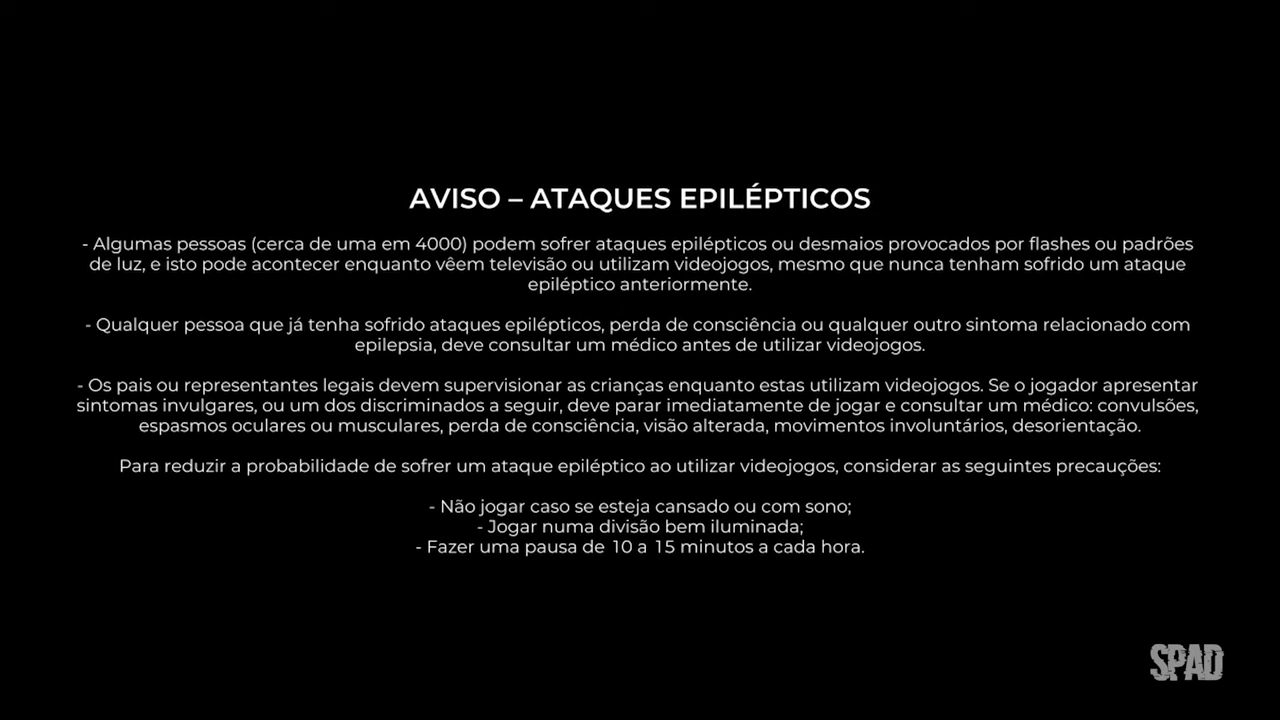 AVISO – ATAQUES EPILÉPTICOS
- Algumas pessoas (cerca de uma em 4000) podem sofrer ataques epilépticos ou desmaios provocados por flashes ou padrões
de luz, e isto pode acontecer enquanto vêem televisão ou utilizam videojogos, mesmo que nunca tenham sofrido um ataque
epiléptico anteriormente.
- Qualquer pessoa que já tenha sofrido ataques epilépticos, perda de consciência ou qualquer outro sintoma relacionado com
epilepsia, deve consultar um médico antes de utilizar videojogos.
- Os pais ou representantes legais devem supervisionar as crianças enquanto estas utilizam videojogos. Se o jogador apresentar
sintomas invulgares, ou um dos discriminados a seguir, deve parar imediatamente de jogar e consultar um médico: convulsões,
espasmos oculares ou musculares, perda de consciência, visão alterada, movimentos involuntários, desorientação.
Para reduzir a probabilidade de sofrer um ataque epiléptico ao utilizar videojogos, considerar as seguintes precauções:
- Não jogar caso se esteja cansado ou com sono;
- Jogar numa divisão bem iluminada;
- Fazer uma pausa de 10 a 15 minutos a cada hora.
SPAD